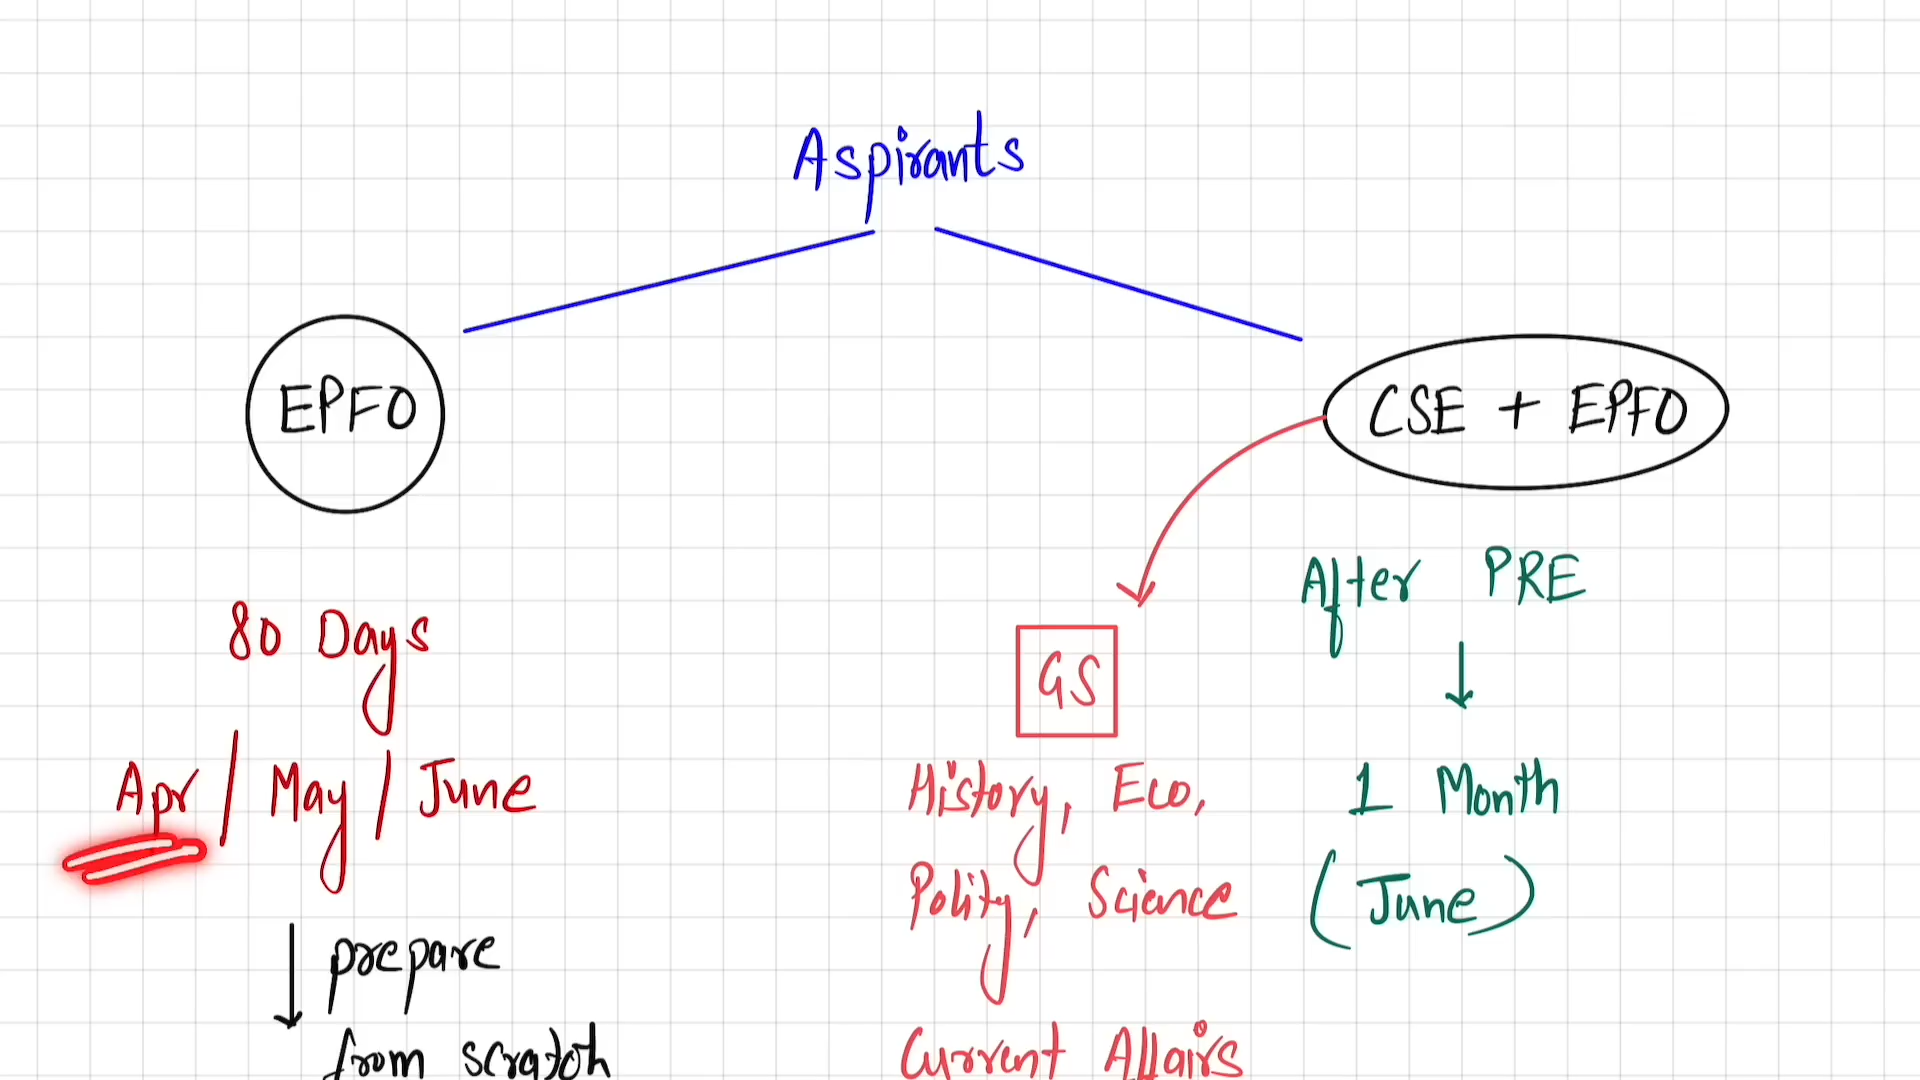 Aspirants
EPFO
CSE + EPFO
80 Days
Apr / May / June
prepare
from scratch
GS
History, Eco,
Polity, Science
Current Affairs
After PRE
1 Month
(June)